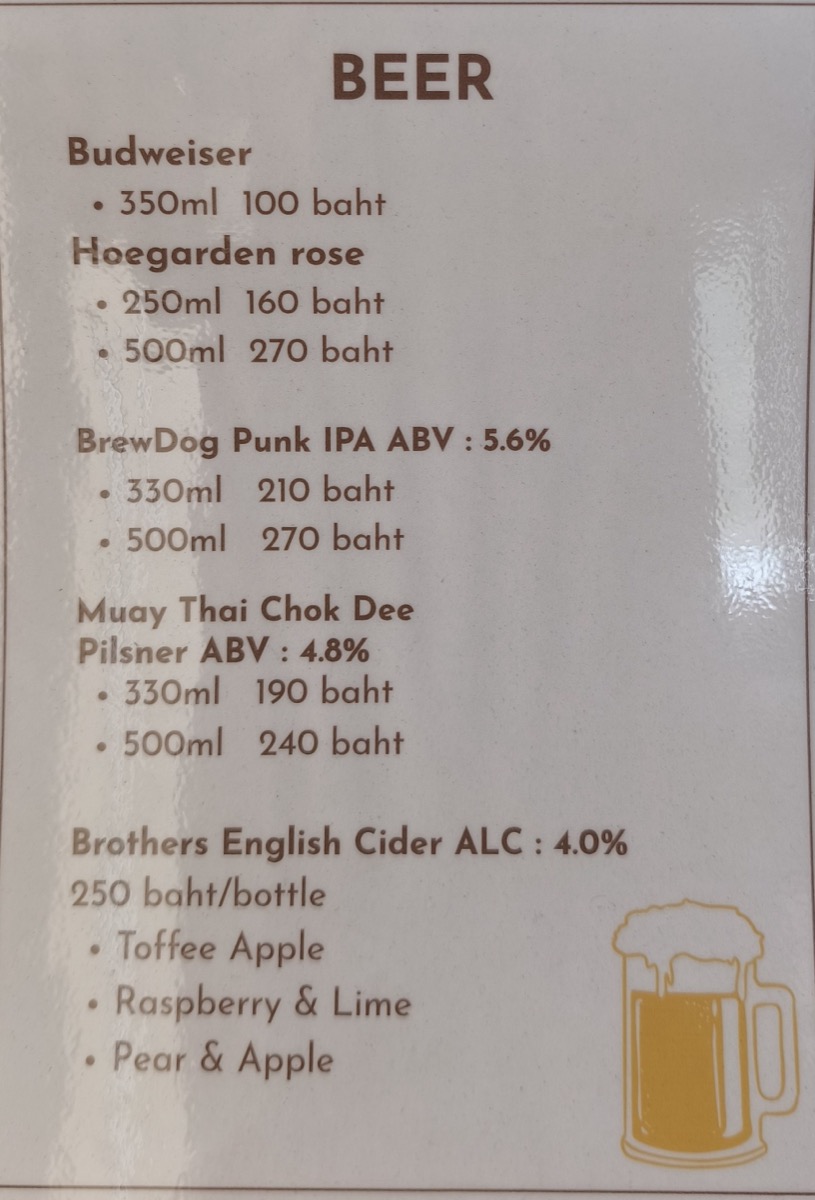 BEER
Budweiser
• 350ml 100 baht
Hoegarden rose
• 250ml 160 baht
• 500ml 270 baht
BrewDog Punk IPA ABV : 5.6%
• 330ml 210 baht
• 500ml 270 baht
Muay Thai Chok Dee
Pilsner ABV : 4.8%
• 330ml 190 baht
• 500ml 240 baht
Brothers English Cider ALC : 4.0%
250 baht/bottle
• Toffee Apple
• Raspberry & Lime
• Pear & Apple